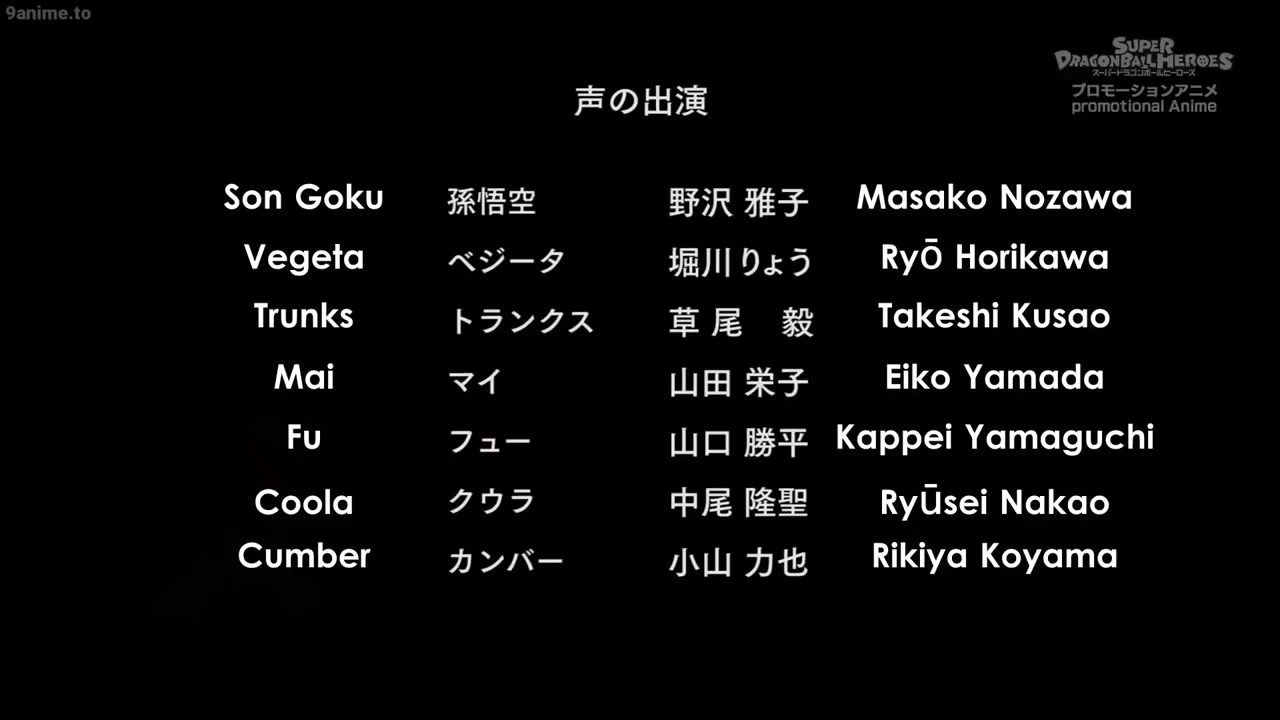 9anime.to
SUPER
DRAGONBALL HEROES
スーパードラゴンボールヒーローズ
プロモーションアニメ
promotional Anime
声の出演
Son Goku 孫悟空 野沢 雅子 Masako Nozawa
Vegeta ベジータ 堀川りょう Ryō Horikawa
Trunks トランクス 草尾 毅 Takeshi Kusao
Mai マイ 山田 栄子 Eiko Yamada
Fu フュー 山口 勝平 Kappei Yamaguchi
Coola クウラ 中尾 隆聖 Ryūsei Nakao
Cumber カンバー 小山 力也 Rikiya Koyama